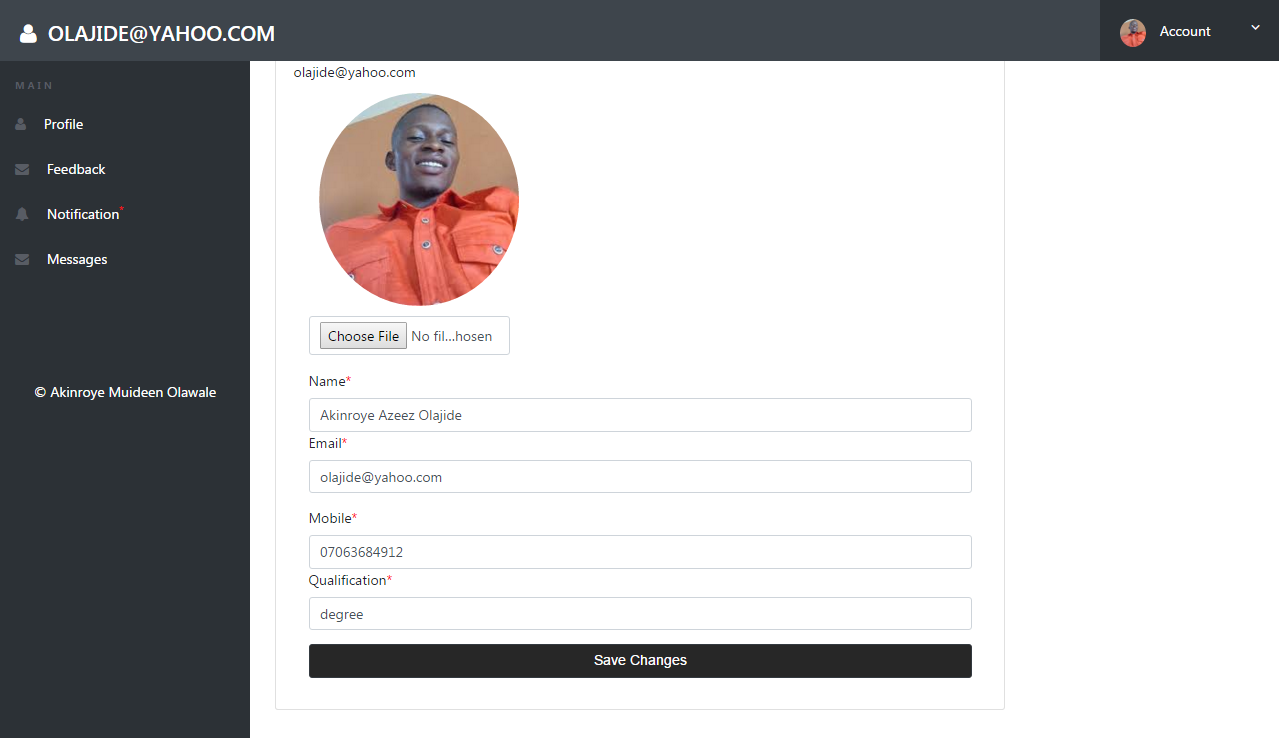 OLAJIDE@YAHOO.COM
Account
MAIN
Profile
Feedback
Notification*
Messages
© Akinroye Muideen Olawale
olajide@yahoo.com
Choose File No fil...hosen
Name*
Akinroye Azeez Olajide
Email*
olajide@yahoo.com
Mobile*
07063684912
Qualification*
degree
Save Changes